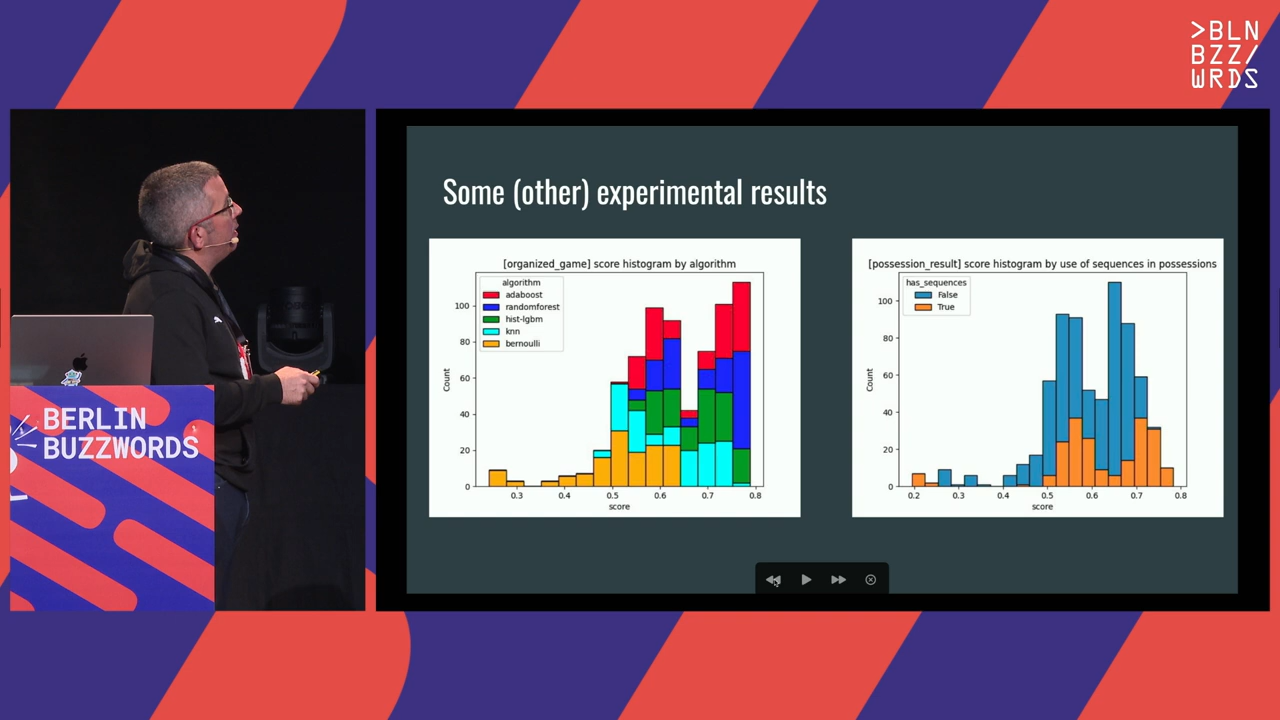 >BLN
BZZ/
WRDS
BERLIN
BUZZWORDS
Some (other) experimental results
[organized_game] score histogram by algorithm
algorithm
adaboost
randomforest
hist-lgbm
knn
bernoulli
Count
100
80
60
40
20
0
0.3 0.4 0.5 0.6 0.7 0.8
score
[possession_result] score histogram by use of sequences in possessions
has_sequences
False
True
Count
100
80
60
40
20
0
0.2 0.3 0.4 0.5 0.6 0.7 0.8
score